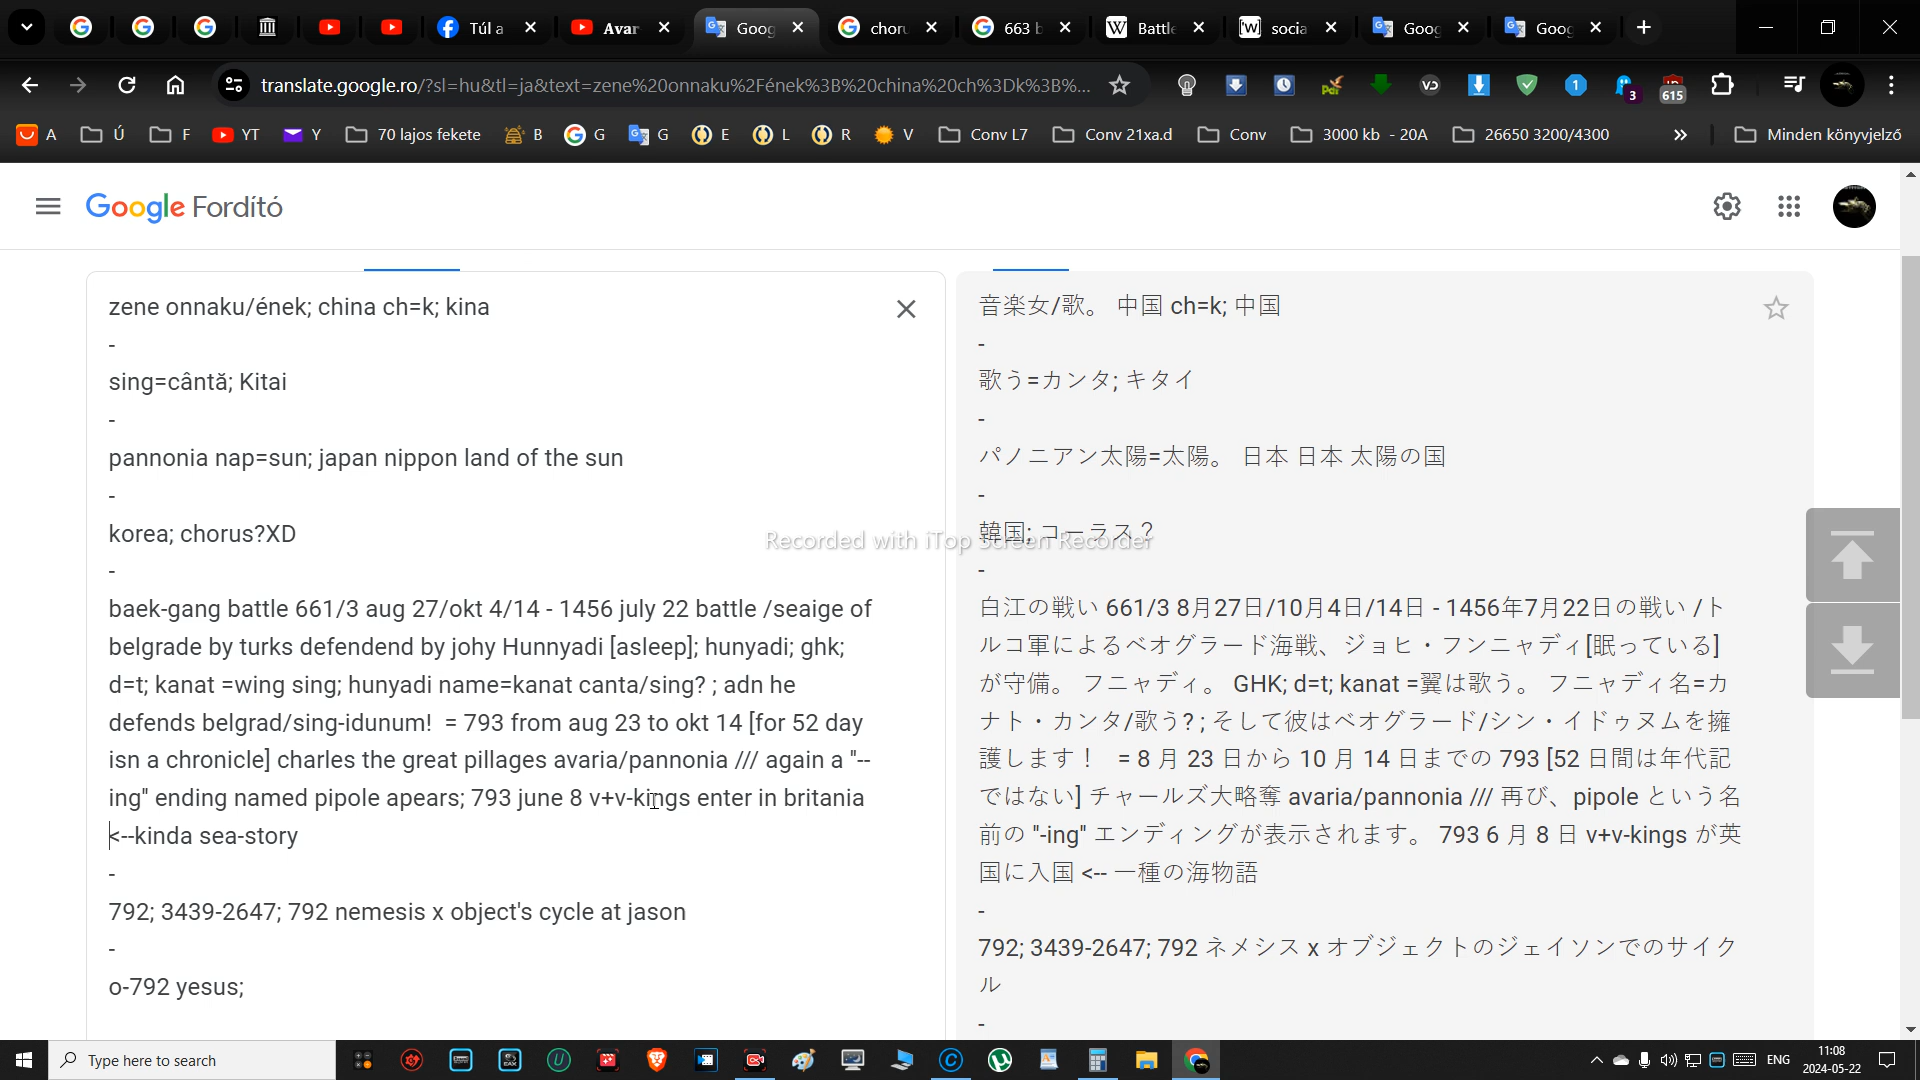 Túl a
Avar
Goog
choru
663 b
Battle
socia
Goog
Goog
translate.google.ro/?sl=hu&tl=ja&text=zene%20onnaku%2Fének%3B%20china%20ch%3Dk%3B%...
3
615
A
Ú
F
YT
Y
70 lajos fekete
B
G
G
E
L
R
V
Conv L7
Conv 21xa.d
Conv
3000 kb - 20A
26650 3200/4300
»
Minden könyvjelző
Google Fordító
zene onnaku/ének; china ch=k; kina
-
sing=cântă; Kitai
-
pannonia nap=sun; japan nippon land of the sun
-
korea; chorus?XD
-
baek-gang battle 661/3 aug 27/okt 4/14 - 1456 july 22 battle /seaige of
belgrade by turks defendend by johy Hunnyadi [asleep]; hunyadi; ghk;
d=t; kanat =wing sing; hunyadi name=kanat canta/sing? ; adn he
defends belgrad/sing-idunum!  = 793 from aug 23 to okt 14 [for 52 day
isn a chronicle] charles the great pillages avaria/pannonia /// again a "--
ing" ending named pipole apears; 793 june 8 v+v-kings enter in britania
<--kinda sea-story
-
792; 3439-2647; 792 nemesis x object's cycle at jason
-
o-792 yesus;
音楽女/歌。 中国 ch=k; 中国
-
歌う=カンタ; キタイ
-
パノニアン太陽=太陽。 日本 日本 太陽の国
-
韓国; コーラス？
-
白江の戦い 661/3 8月27日/10月4日/14日 - 1456年7月22日の戦い /ト
ルコ軍によるベオグラード海戦、ジョヒ・フンニャディ[眠っている]
が守備。 フニャディ。 GHK; d=t; kanat =翼は歌う。 フニャディ名=カ
ナト・カンタ/歌う? ; そして彼はベオグラード/シン・イドゥヌムを擁
護します！  = 8 月 23 日から 10 月 14 日までの 793 [52 日間は年代記
ではない] チャールズ大略奪 avaria/pannonia /// 再び、pipole という名
前の "-ing" エンディングが表示されます。 793 6 月 8 日 v+v-kings が英
国に入国 <-- 一種の海物語
-
792; 3439-2647; 792 ネメシス x オブジェクトのジェイソンでのサイク
ル
-
Recorded with iTop Screen Recorder
Type here to search
ENG
11:08
2024-05-22